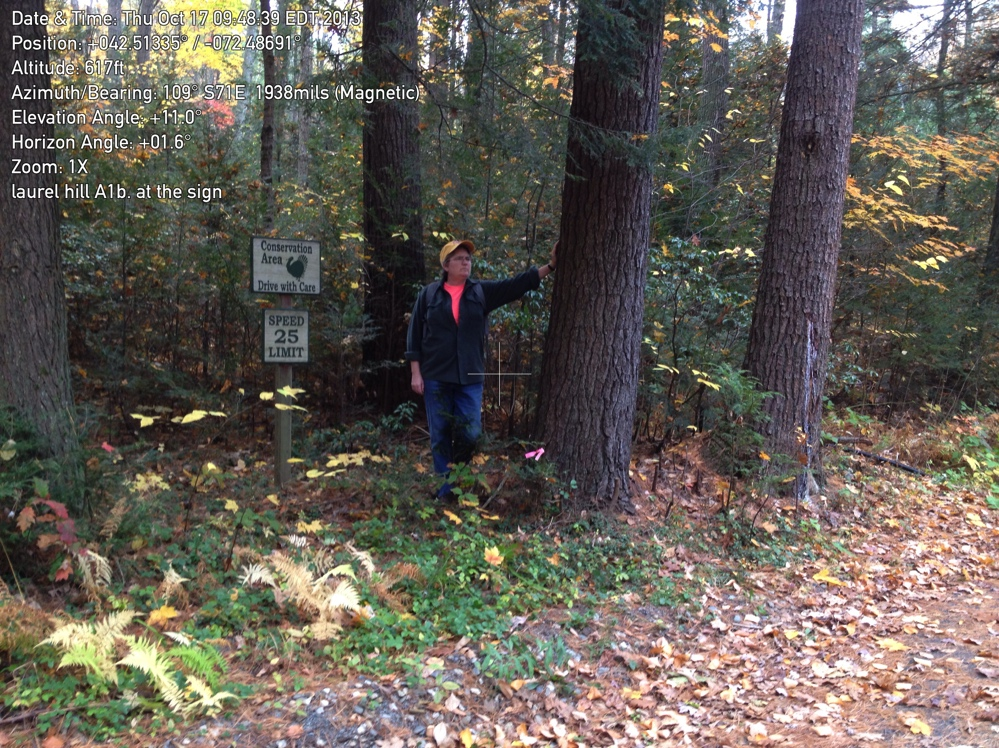 Date & Time: Thu Oct 17 09:48:39 EDT 2013
Position: +042.51335° / -072.48691°
Altitude: 617ft
Azimuth/Bearing: 109° S71E 1938mils (Magnetic)
Elevation Angle: +11.0°
Horizon Angle: +01.6°
Zoom: 1X
laurel hill A1b. at the sign
Conservation
Area
Drive with Care
SPEED
25
LIMIT